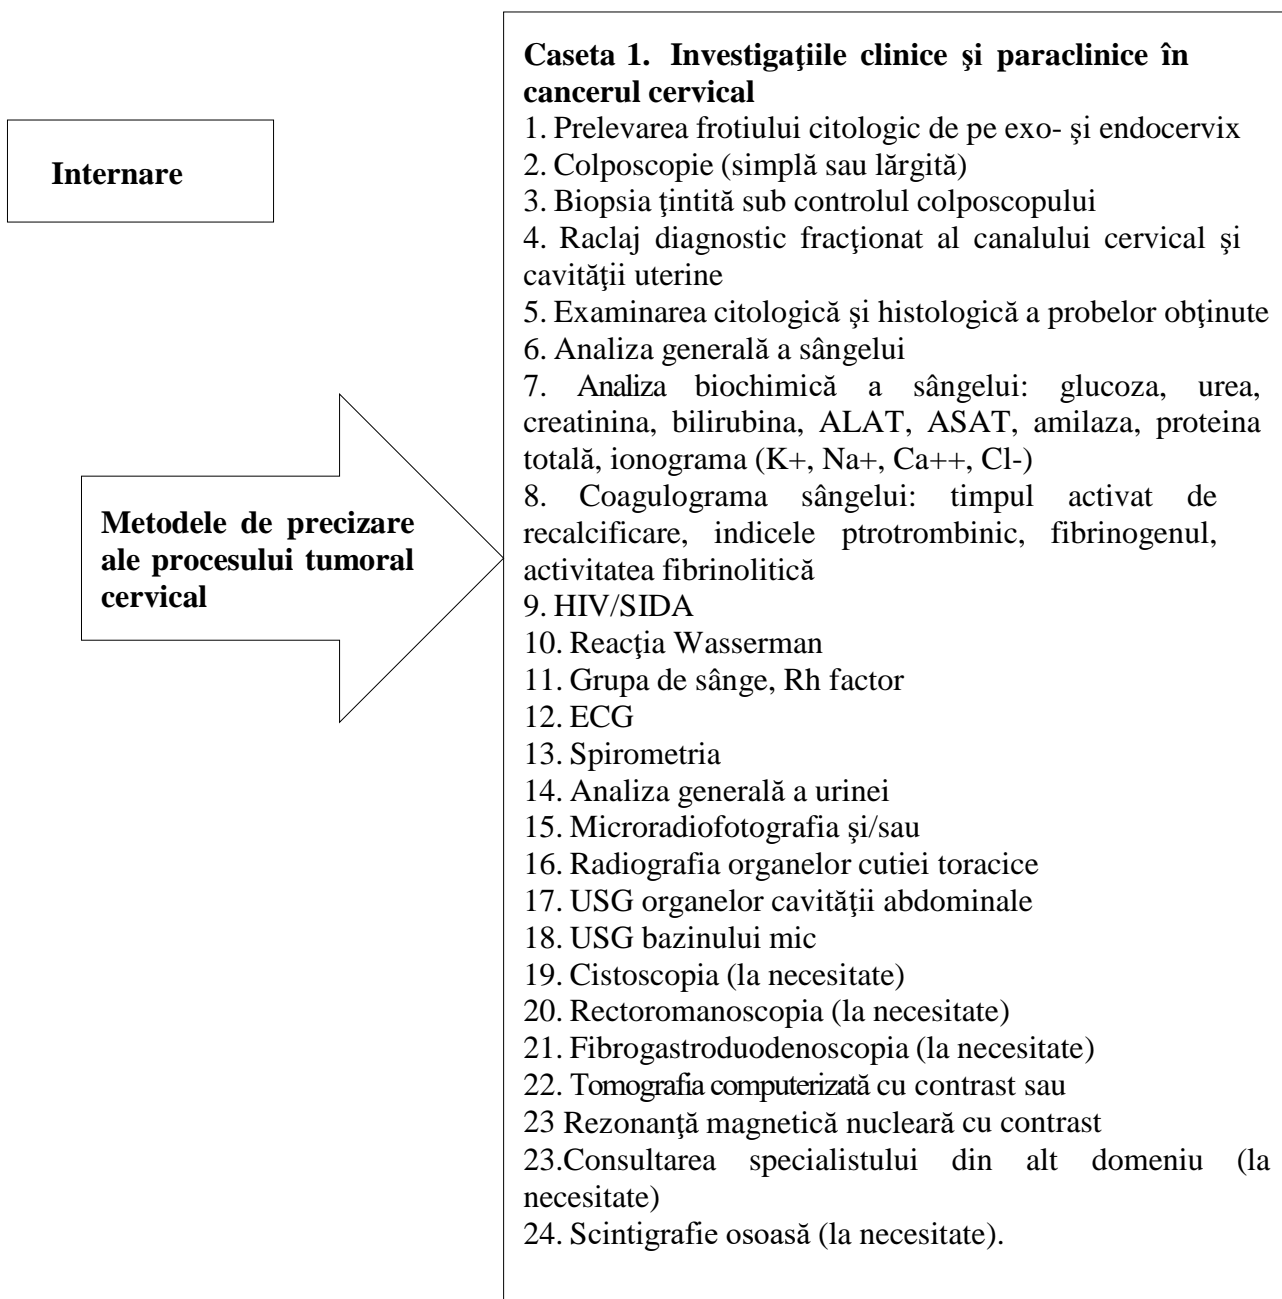 Internare
Metodele de precizare
ale procesului tumoral
cervical
Caseta 1. Investigaţiile clinice şi paraclinice în
cancerul cervical
1. Prelevarea frotiului citologic de pe exo- şi endocervix
2. Colposcopie (simplă sau lărgită)
3. Biopsia ţintită sub controlul colposcopului
4. Raclaj diagnostic fracţionat al canalului cervical şi
cavităţii uterine
5. Examinarea citologică şi histologică a probelor obţinute
6. Analiza generală a sângelui
7. Analiza biochimică a sângelui: glucoza, urea,
creatinina, bilirubina, ALAT, ASAT, amilaza, proteina
totală, ionograma (K+, Na+, Ca++, Cl-)
8. Coagulograma sângelui: timpul activat de
recalcificare, indicele ptrotrombinic, fibrinogenul,
activitatea fibrinolitică
9. HIV/SIDA
10. Reacţia Wasserman
11. Grupa de sânge, Rh factor
12. ECG
13. Spirometria
14. Analiza generală a urinei
15. Microradiofotografia şi/sau
16. Radiografia organelor cutiei toracice
17. USG organelor cavităţii abdominale
18. USG bazinului mic
19. Cistoscopia (la necesitate)
20. Rectoromanoscopia (la necesitate)
21. Fibrogastroduodenoscopia (la necesitate)
22. Tomografia computerizată cu contrast sau
23 Rezonanţă magnetică nucleară cu contrast
23.Consultarea specialistului din alt domeniu (la
necesitate)
24. Scintigrafie osoasă (la necesitate).